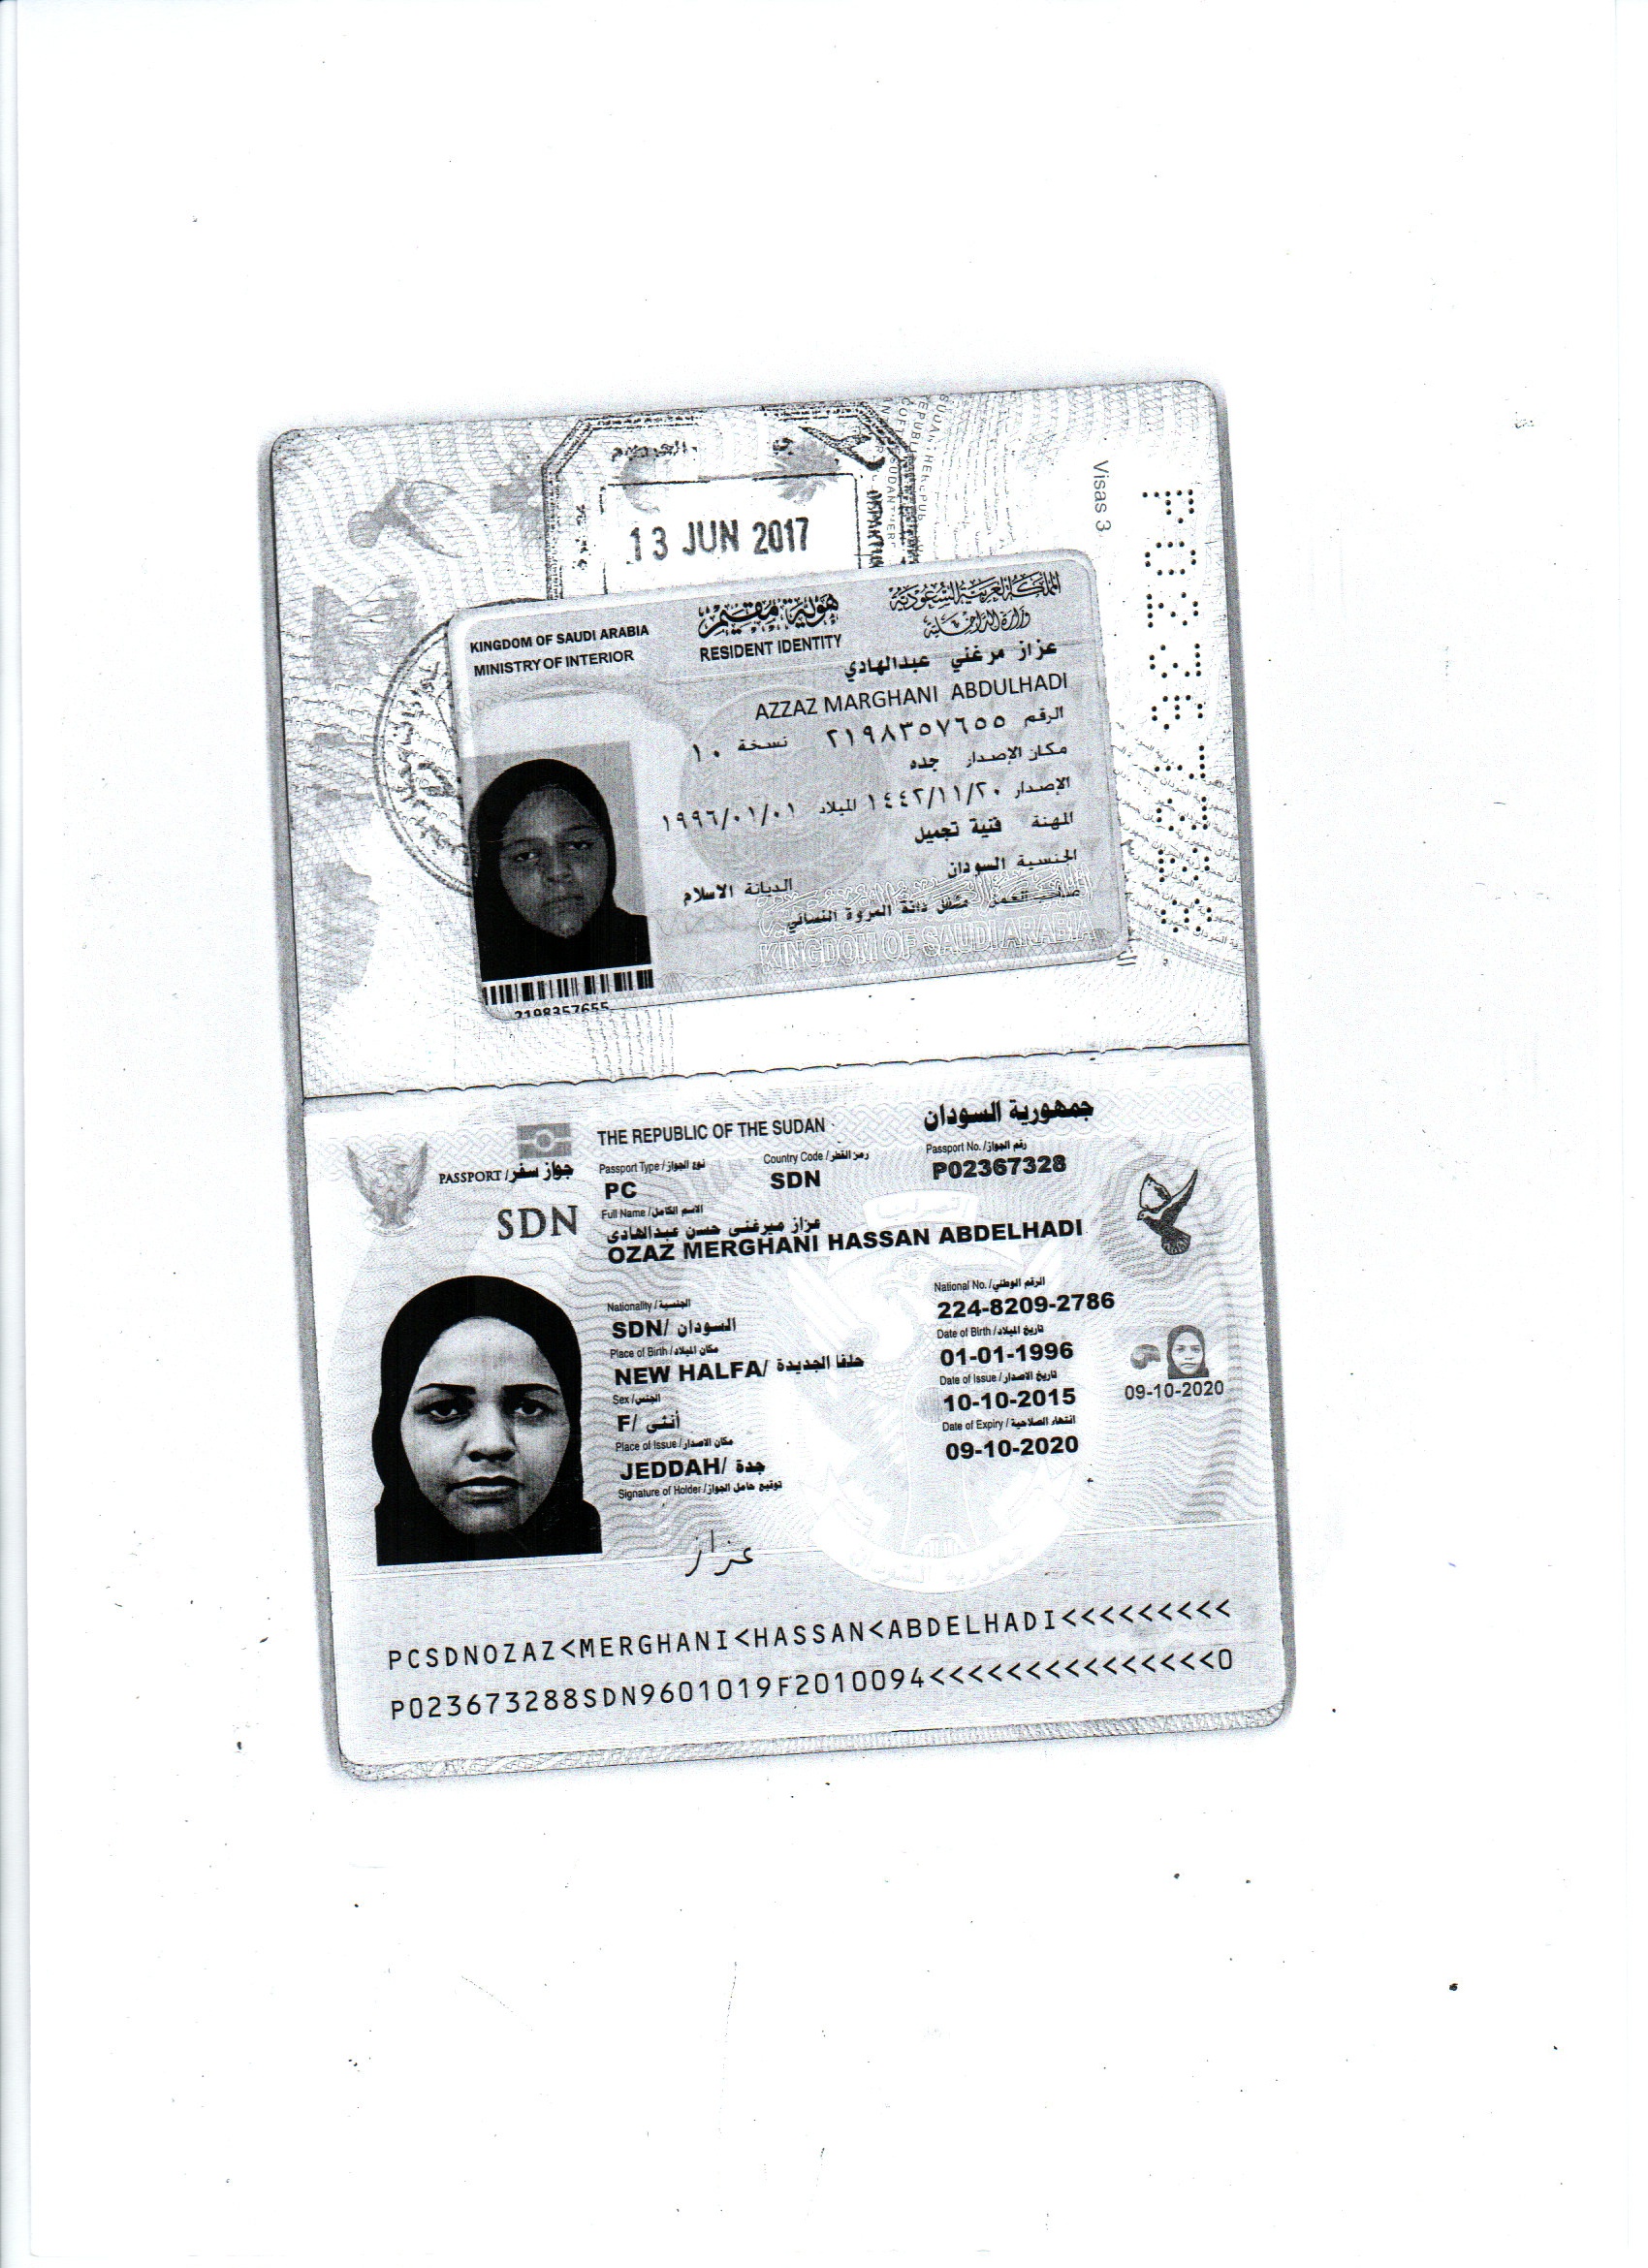 13 JUN 2017
Visas 3
KINGDOM OF SAUDI ARABIA
MINISTRY OF INTERIOR
هوية مقيم
RESIDENT IDENTITY
المملكة العربية السعودية
وزارة الداخلية
عزاز مرغني عبدالهادي
AZZAZ MARGHANI ABDULHADI
الرقم ٢١٩٨٣٥٧٦٥٥ نسخة ١٠
مكان الإصدار جده
الإصدار ١٤٤٢/١١/٢٠ الميلاد ١٩٩٦/٠١/٠١
المهنة فنية تجميل
الجنسية السودان
الديانة الاسلام
صاحب العمل مشغل دانة المروة النسائي
KINGDOM OF SAUDI ARABIA
2198357655
THE REPUBLIC OF THE SUDAN
جمهورية السودان
PASSPORT / جواز سفر
SDN
Passport Type / نوع الجواز
PC
Country Code / رمز القطر
SDN
Passport No. / رقم الجواز
P02367328
Full Name / الاسم الكامل
عزاز ميرغنى حسن عبدالهادى
OZAZ MERGHANI HASSAN ABDELHADI
Nationality / الجنسية
SDN/ السودان
National No. / الرقم الوطني
224-8209-2786
Place of Birth / مكان الميلاد
NEW HALFA/ حلفا الجديدة
Date of Birth / تاريخ الميلاد
01-01-1996
Sex / الجنس
F/ أنثى
Date of Issue / تاريخ الاصدار
10-10-2015
Place of Issue / مكان الاصدار
JEDDAH/ جدة
Date of Expiry / انتهاء الصلاحية
09-10-2020
09-10-2020
Signature of Holder / توقيع حامل الجواز
عزاز
PCSDNOZAZ<MERGHANI<HASSAN<ABDELHADI<<<<<<<<<
P023673288SDN9601019F2010094<<<<<<<<<<<<<<<0